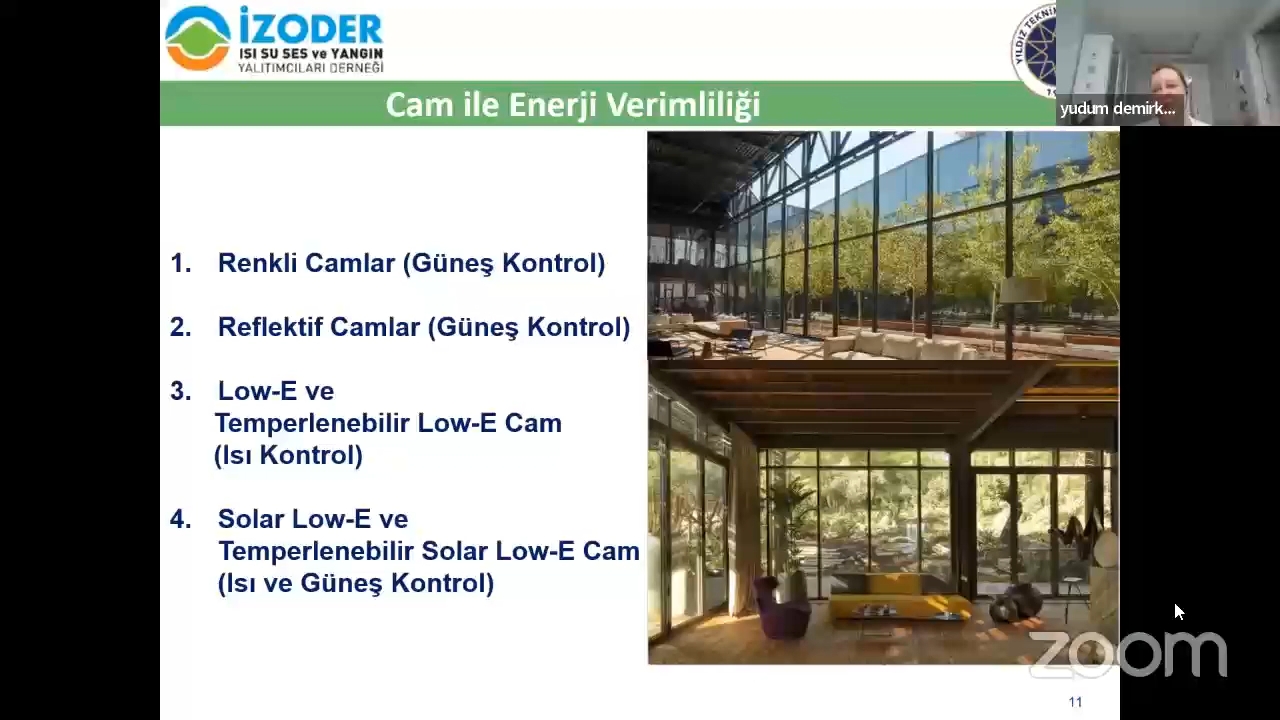 İZODER
ISI SU SES ve YANGIN
YALITIMCILARI DERNEĞİ
YILDIZ TEKNİK
yudum demirk...
Cam ile Enerji Verimliliği
1. Renkli Camlar (Güneş Kontrol)
2. Reflektif Camlar (Güneş Kontrol)
3. Low-E ve
Temperlenebilir Low-E Cam
(Isı Kontrol)
4. Solar Low-E ve
Temperlenebilir Solar Low-E Cam
(Isı ve Güneş Kontrol)
zoom
11